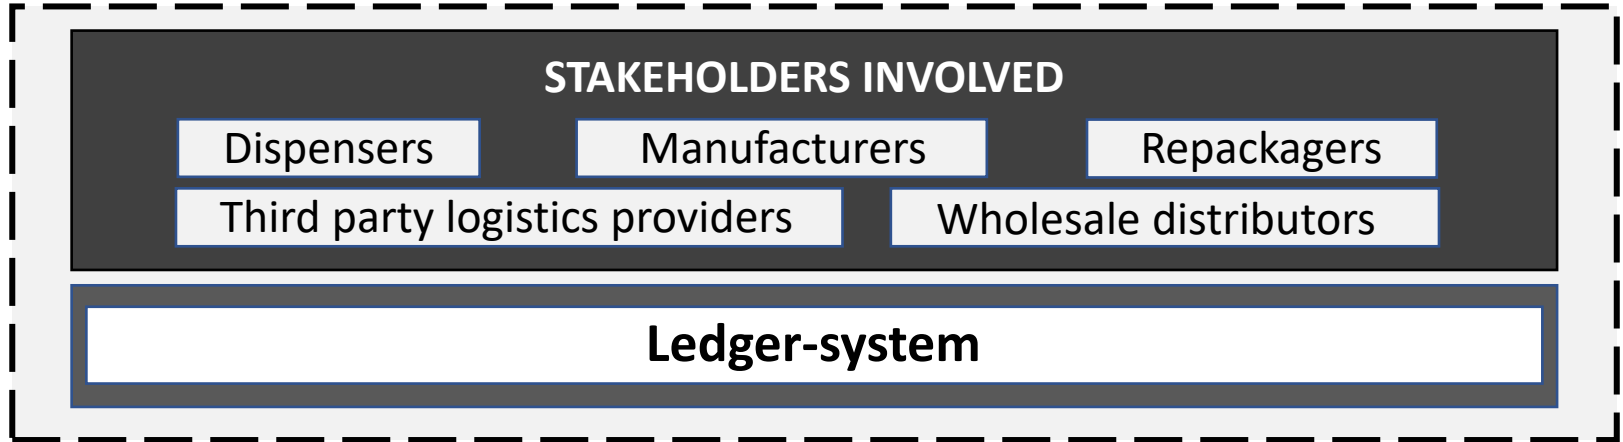 STAKEHOLDERS INVOLVED
Dispensers Manufacturers Repackagers
Third party logistics providers Wholesale distributors
Ledger-system